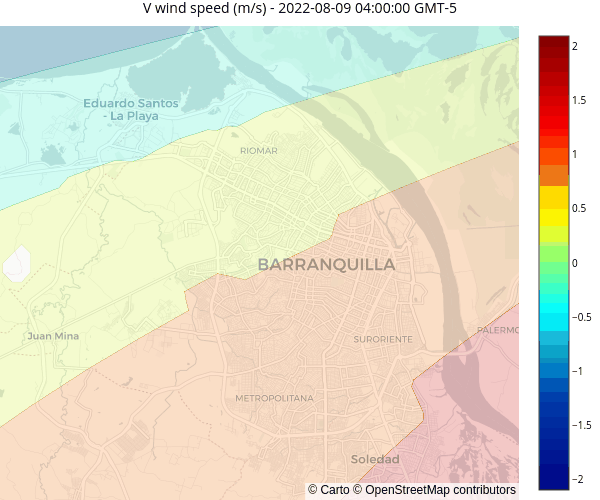 V wind speed (m/s) - 2022-08-09 04:00:00 GMT-5
2
1.5
1
0.5
0
−0.5
−1
−1.5
−2
Eduardo Santos
- La Playa
RIOMAR
BARRANQUILLA
Juan Mina
SURORIENTE
PALERMO
METROPOLITANA
Soledad
© Carto © OpenStreetMap contributors